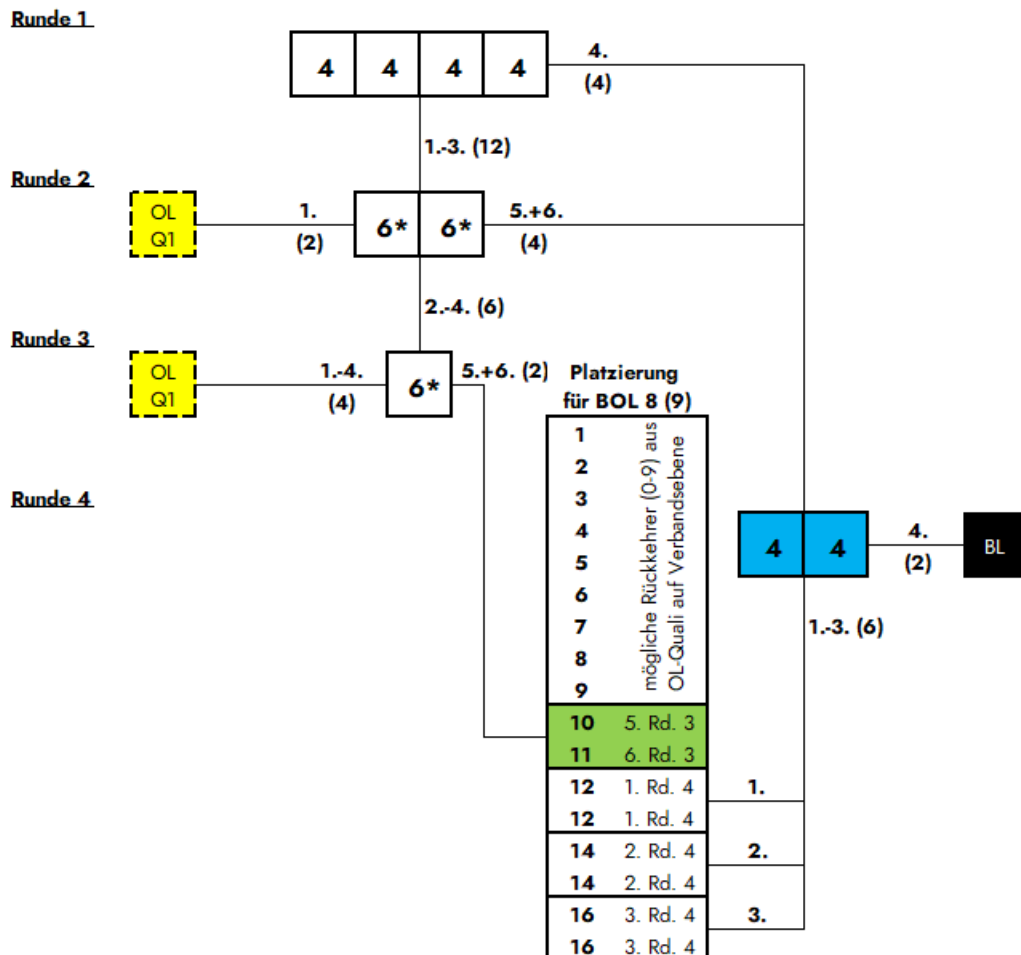 Runde 1
4 4 4 4
4.
(4)
1.-3. (12)
Runde 2
OL
Q1
1.
(2)
6* 6*
5.+6.
(4)
2.-4. (6)
Runde 3
OL
Q1
1.-4.
(4)
6*
5.+6. (2)
Platzierung
für BOL 8 (9)
1
2
3
4
5
6
7
8
9
mögliche Rückkehrer (0-9) aus
OL-Quali auf Verbandsebene
Runde 4
4 4
4.
(2)
BL
1.-3. (6)
10 5. Rd. 3
11 6. Rd. 3
12 1. Rd. 4
1.
12 1. Rd. 4
14 2. Rd. 4
2.
14 2. Rd. 4
16 3. Rd. 4
3.
16 3. Rd. 4